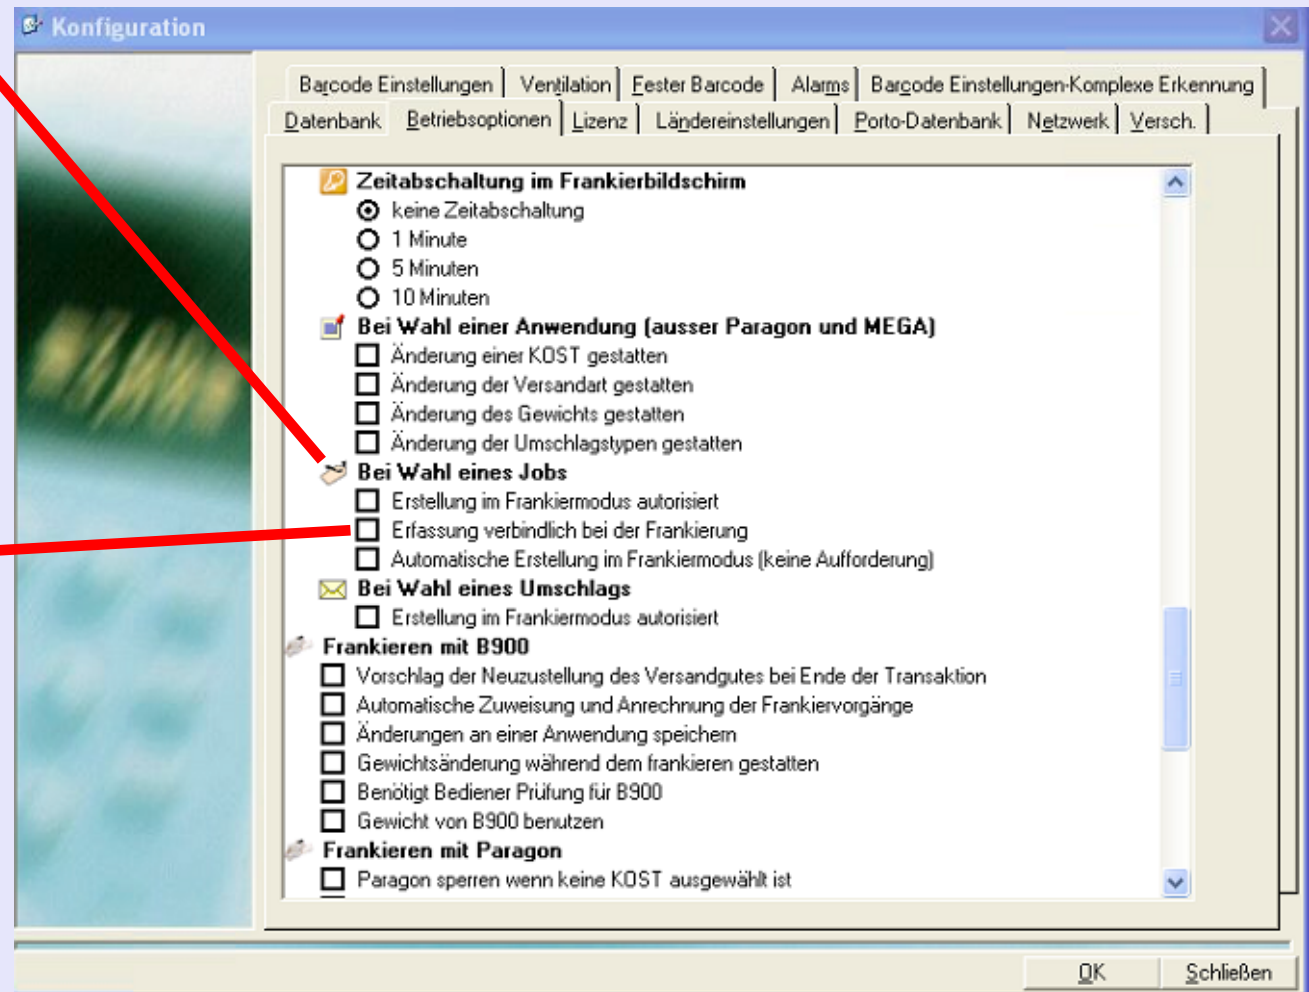 Konfiguration
Barcode Einstellungen Ventilation Fester Barcode Alarms Barcode Einstellungen-Komplexe Erkennung
Datenbank Betriebsoptionen Lizenz Ländereinstellungen Porto-Datenbank Netzwerk Versch.
Zeitabschaltung im Frankierbildschirm
keine Zeitabschaltung
1 Minute
5 Minuten
10 Minuten
Bei Wahl einer Anwendung (ausser Paragon und MEGA)
Änderung einer KOST gestatten
Änderung der Versandart gestatten
Änderung des Gewichts gestatten
Änderung der Umschlagstypen gestatten
Bei Wahl eines Jobs
Erstellung im Frankiermodus autorisiert
Erfassung verbindlich bei der Frankierung
Automatische Erstellung im Frankiermodus (keine Aufforderung)
Bei Wahl eines Umschlags
Erstellung im Frankiermodus autorisiert
Frankieren mit B900
Vorschlag der Neuzustellung des Versandgutes bei Ende der Transaktion
Automatische Zuweisung und Anrechnung der Frankiervorgänge
Änderungen an einer Anwendung speichern
Gewichtsänderung während dem frankieren gestatten
Benötigt Bediener Prüfung für B900
Gewicht von B900 benutzen
Frankieren mit Paragon
Paragon sperren wenn keine KOST ausgewählt ist
OK Schließen